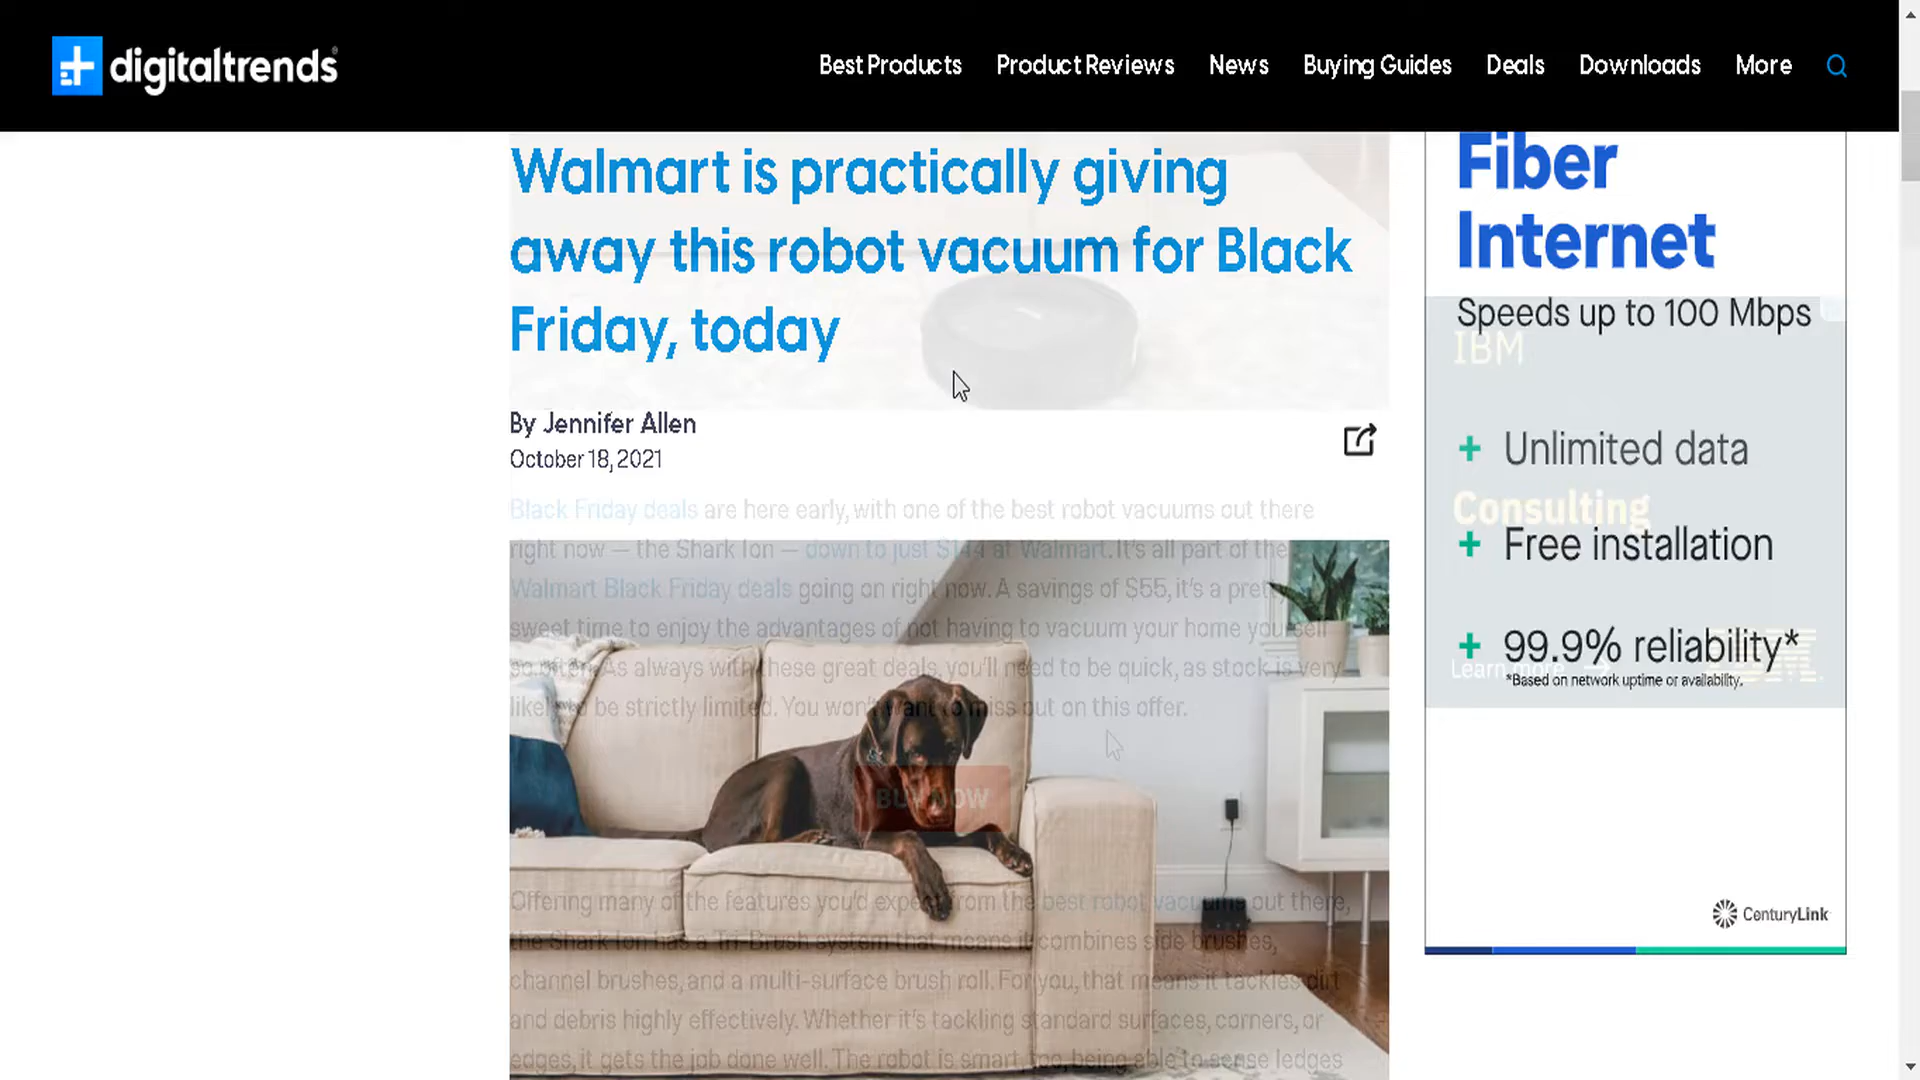 digitaltrends
Best Products Product Reviews News Buying Guides Deals Downloads More
Walmart is practically giving
away this robot vacuum for Black
Friday, today
By Jennifer Allen
October 18, 2021
Black Friday deals are here early, with one of the best robot vacuums out there
right now — the Shark Ion — down to just $144 at Walmart. It's all part of the
Walmart Black Friday deals going on right now. A savings of $55, it's a pretty
sweet time to enjoy the advantages of not having to vacuum your home yourself
so often. As always with these great deals, you'll need to be quick, as stock is very
likely to be strictly limited. You won't want to miss out on this offer.
BUY NOW
Offering many of the features you'd expect from the best robot vacuums out there,
the Shark Ion has a Tri-Brush system that means it combines side brushes,
channel brushes, and a multi-surface brush roll. For you, that means it tackles dirt
and debris highly effectively. Whether it's tackling standard surfaces, corners, or
edges, it gets the job done well. The robot is smart, too, being able to sense ledges
Fiber
Internet
Speeds up to 100 Mbps
IBM
+ Unlimited data
Consulting
+ Free installation
+ 99.9% reliability*
Learn more →
IBM
*Based on network uptime or availability.
CenturyLink